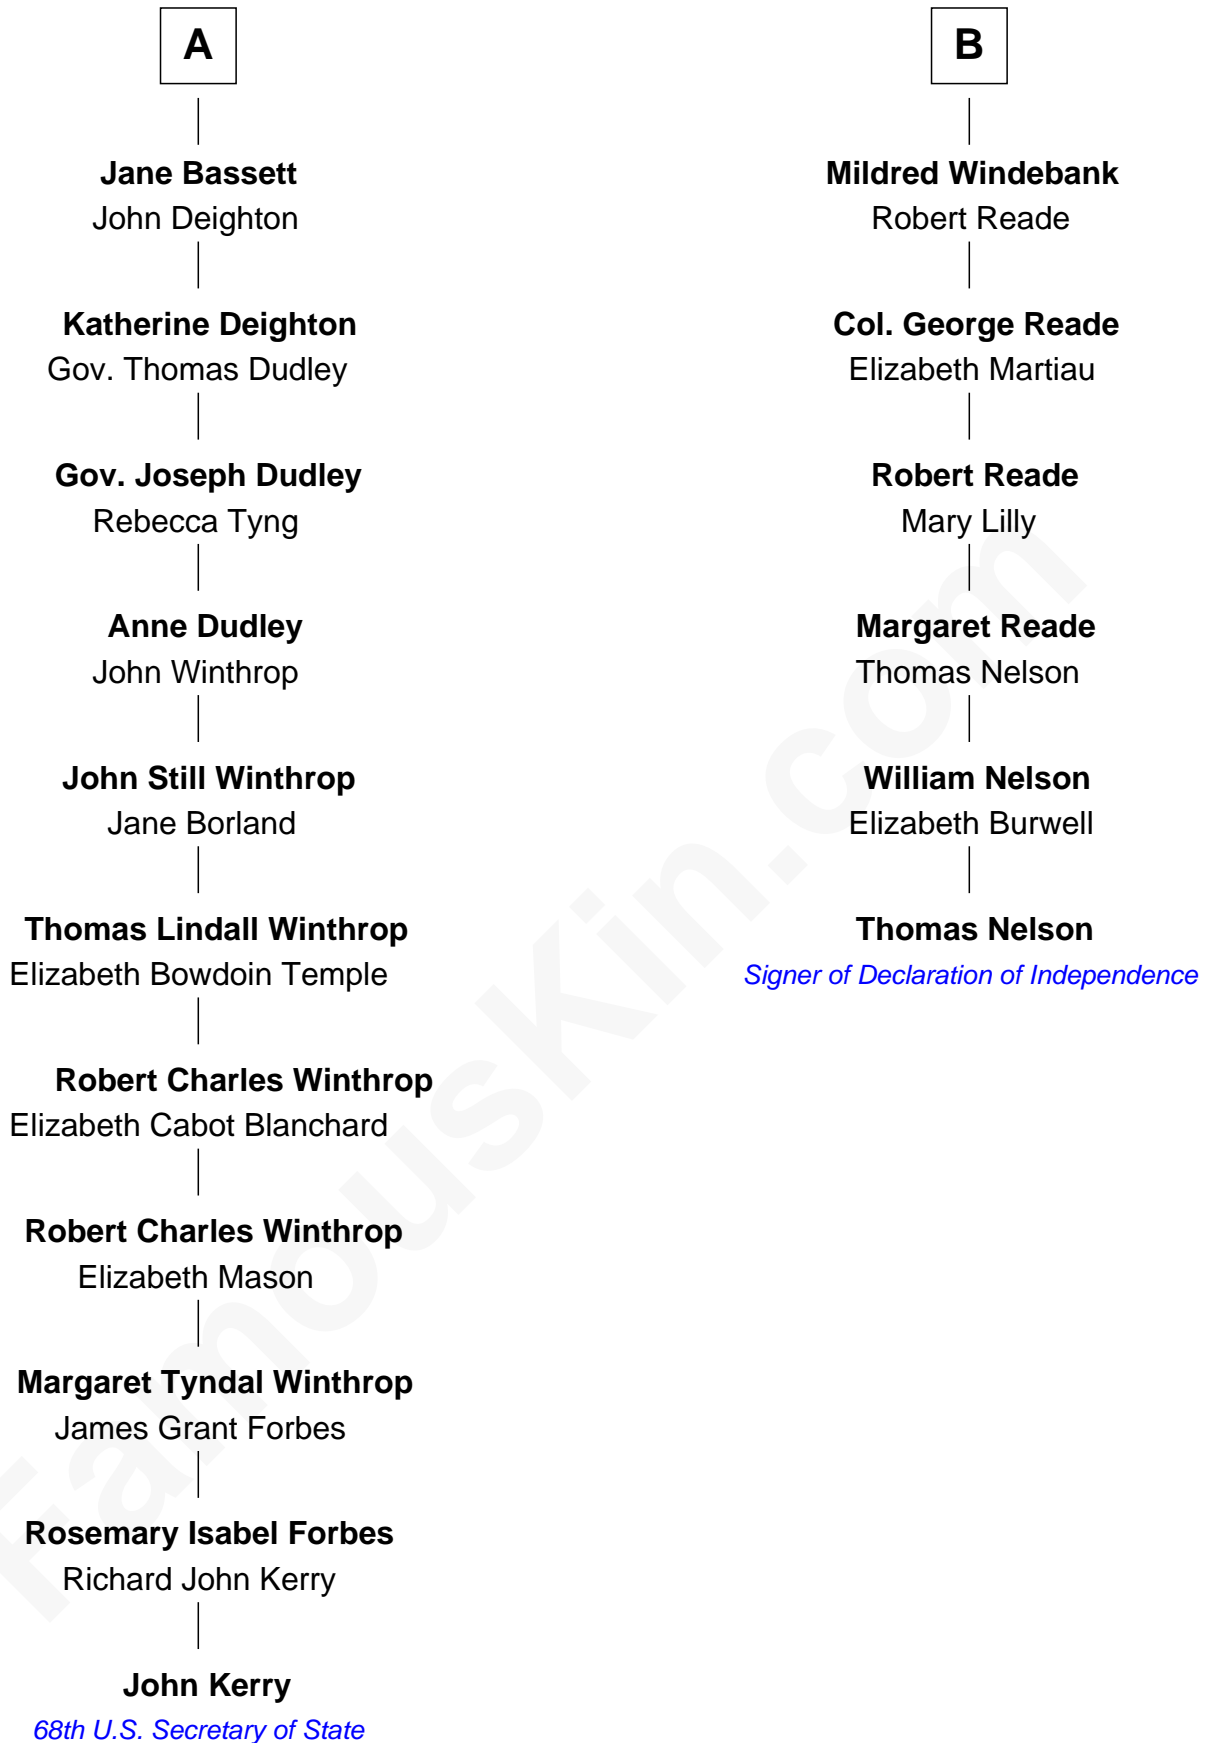 A
Jane Bassett
John Deighton
Katherine Deighton
Gov. Thomas Dudley
Gov. Joseph Dudley
Rebecca Tyng
Anne Dudley
John Winthrop
John Still Winthrop
Jane Borland
Thomas Lindall Winthrop
Elizabeth Bowdoin Temple
Robert Charles Winthrop
Elizabeth Cabot Blanchard
Robert Charles Winthrop
Elizabeth Mason
Margaret Tyndal Winthrop
James Grant Forbes
Rosemary Isabel Forbes
Richard John Kerry
John Kerry
68th U.S. Secretary of State
B
Mildred Windebank
Robert Reade
Col. George Reade
Elizabeth Martiau
Robert Reade
Mary Lilly
Margaret Reade
Thomas Nelson
William Nelson
Elizabeth Burwell
Thomas Nelson
Signer of Declaration of Independence
FamousKin.com